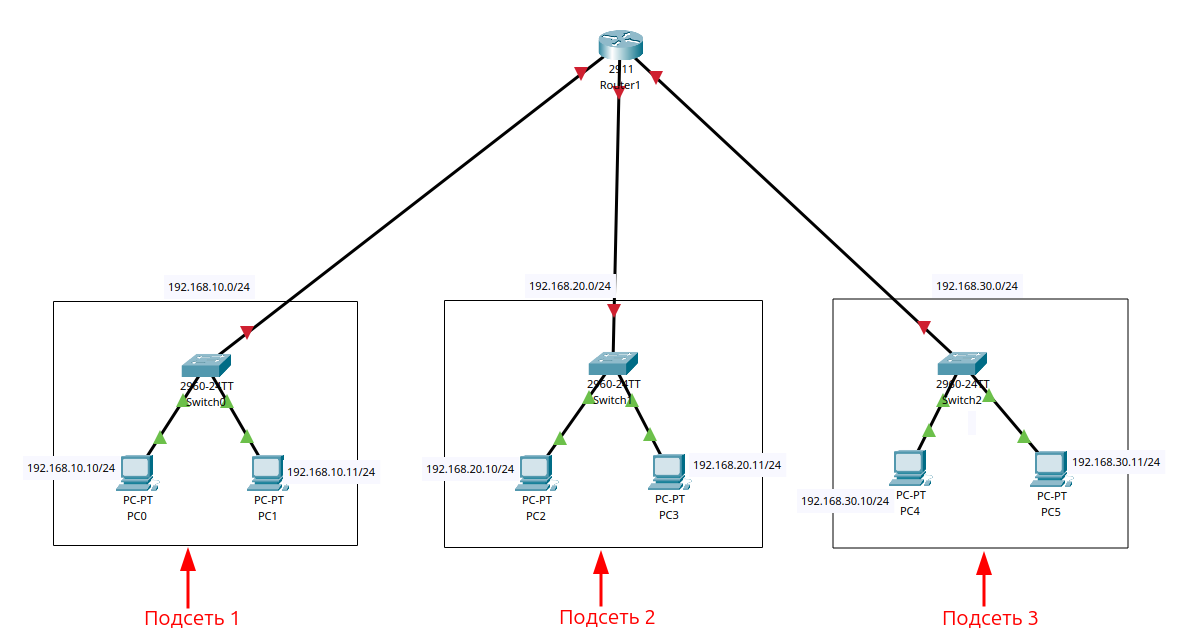 2911
Router1
192.168.10.0/24
192.168.20.0/24
192.168.30.0/24
2960-24TT
Switch0
2960-24TT
Switch1
2960-24TT
Switch2
192.168.10.10/24
192.168.10.11/24
192.168.20.10/24
192.168.20.11/24
192.168.30.10/24
192.168.30.11/24
PC-PT
PC0
PC-PT
PC1
PC-PT
PC2
PC-PT
PC3
PC-PT
PC4
PC-PT
PC5
Подсеть 1
Подсеть 2
Подсеть 3